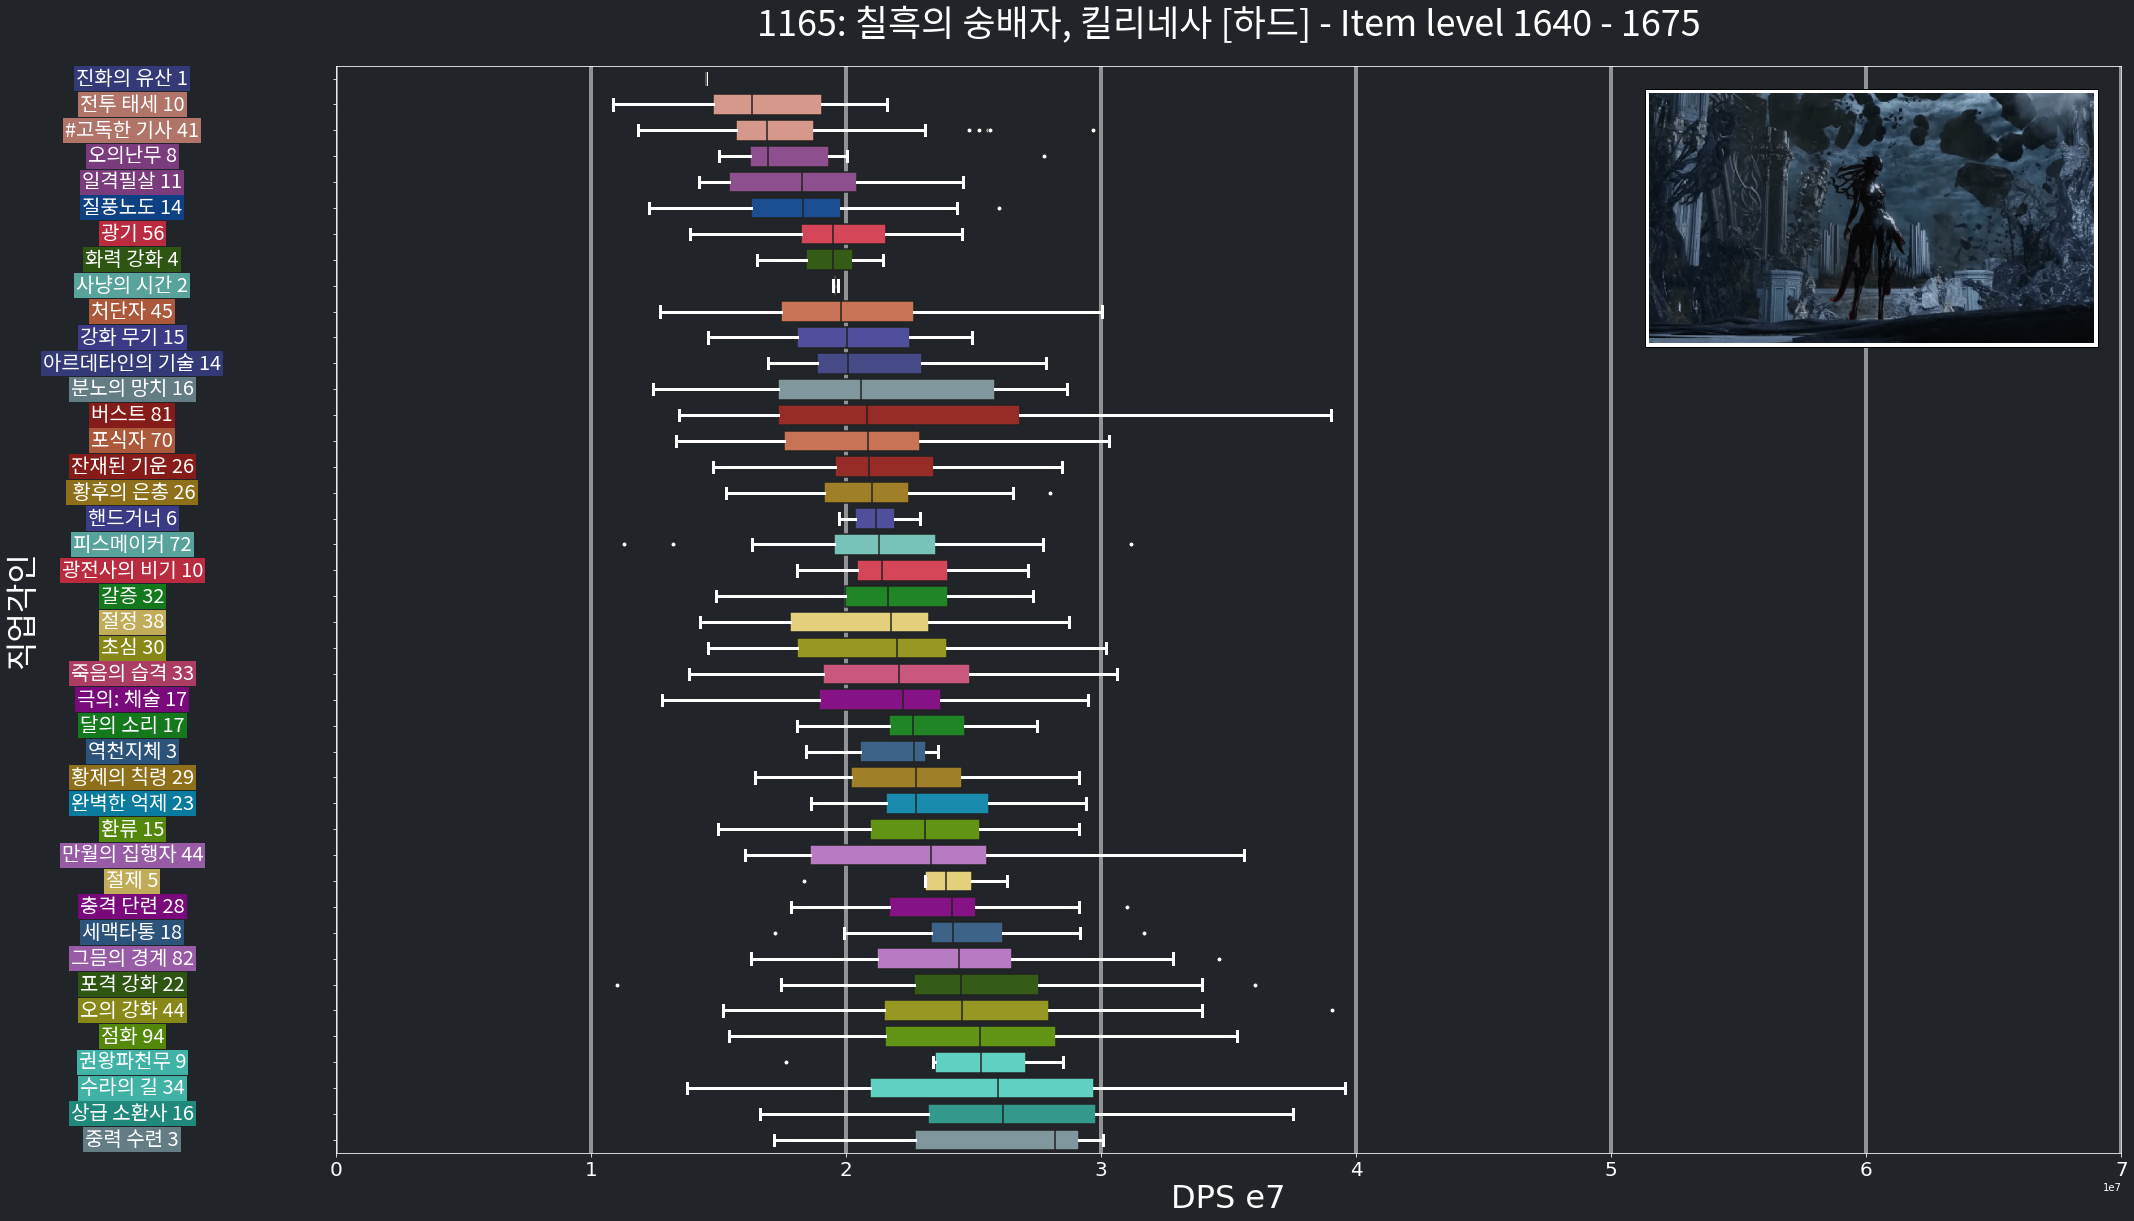 1165: 칠흑의 숭배자, 킬리네사 [하드] - Item level 1640 - 1675
직업각인
진화의 유산 1
전투 태세 10
#고독한 기사 41
오의난무 8
일격필살 11
질풍노도 14
광기 56
화력 강화 4
사냥의 시간 2
처단자 45
강화 무기 15
아르데타인의 기술 14
분노의 망치 16
버스트 81
포식자 70
잔재된 기운 26
황후의 은총 26
핸드거너 6
피스메이커 72
광전사의 비기 10
갈증 32
절정 38
초심 30
죽음의 습격 33
극의: 체술 17
달의 소리 17
역천지체 3
황제의 칙령 29
완벽한 억제 23
환류 15
만월의 집행자 44
절제 5
충격 단련 28
세맥타통 18
그믐의 경계 82
포격 강화 22
오의 강화 44
점화 94
권왕파천무 9
수라의 길 34
상급 소환사 16
중력 수련 3
0 1 2 3 4 5 6 7
1e7
DPS e7